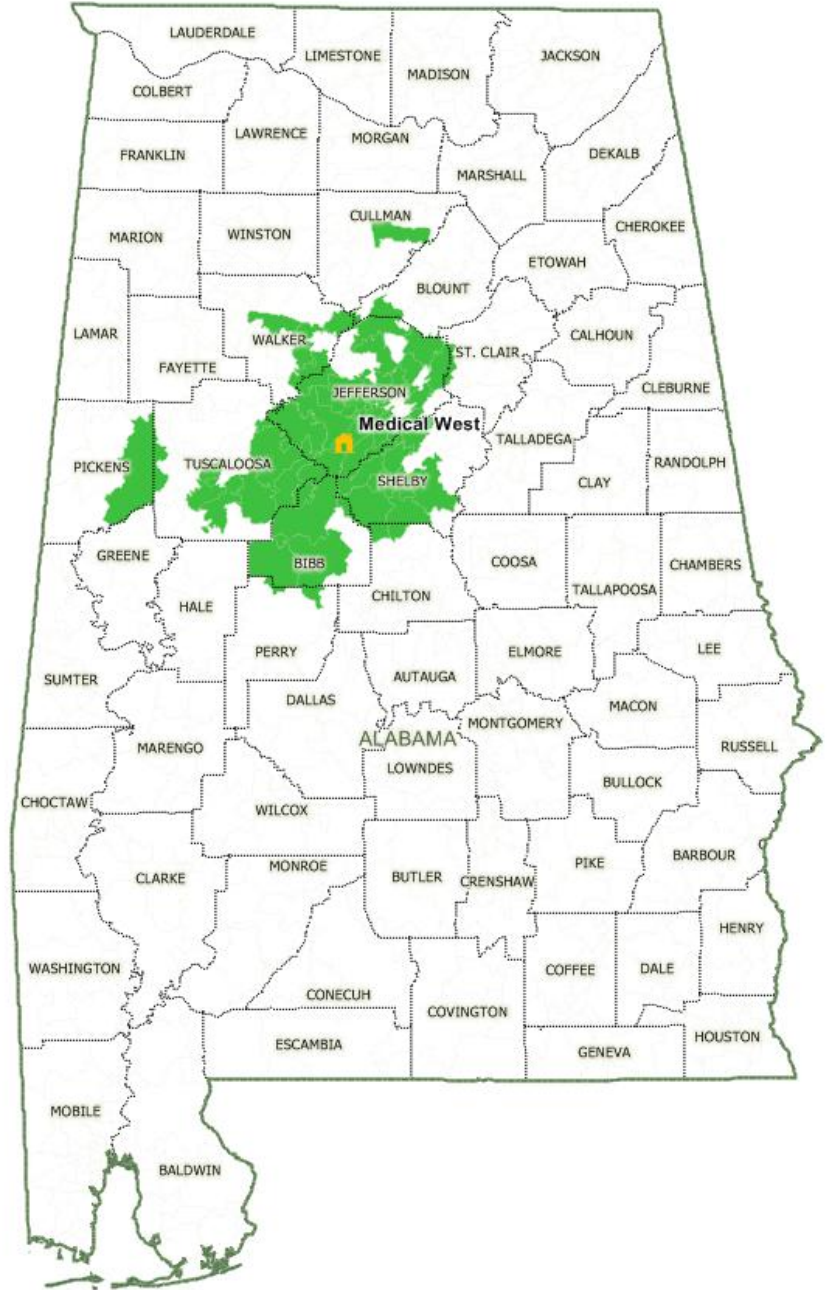 LAUDERDALE
LIMESTONE
MADISON
JACKSON
COLBERT
LAWRENCE
MORGAN
FRANKLIN
MARSHALL
DEKALB
CULLMAN
CHEROKEE
MARION
WINSTON
ETOWAH
BLOUNT
LAMAR
WALKER
CALHOUN
ST. CLAIR
FAYETTE
JEFFERSON
CLEBURNE
Medical West
TALLADEGA
PICKENS
TUSCALOOSA
RANDOLPH
SHELBY
CLAY
GREENE
BIBB
COOSA
CHAMBERS
TALLAPOOSA
HALE
CHILTON
PERRY
ELMORE
LEE
SUMTER
AUTAUGA
DALLAS
MACON
MONTGOMERY
ALABAMA
MARENGO
RUSSELL
LOWNDES
BULLOCK
CHOCTAW
WILCOX
PIKE
BARBOUR
MONROE
CLARKE
BUTLER
CRENSHAW
HENRY
WASHINGTON
COFFEE
DALE
CONECUH
COVINGTON
HOUSTON
ESCAMBIA
GENEVA
MOBILE
BALDWIN